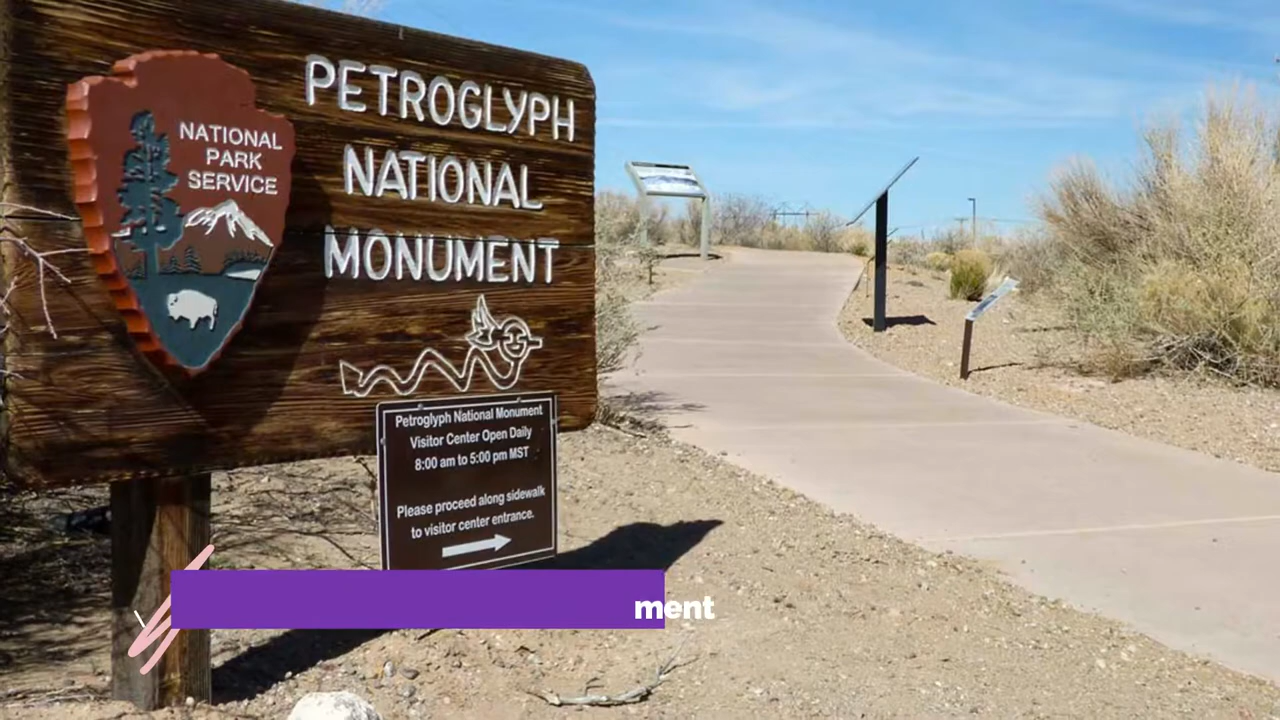 PETROGLYPH
NATIONAL
MONUMENT
NATIONAL
PARK
SERVICE
Petroglyph National Monument
Visitor Center Open Daily
8:00 am to 5:00 pm MST
Please proceed along sidewalk
to visitor center entrance.
ment